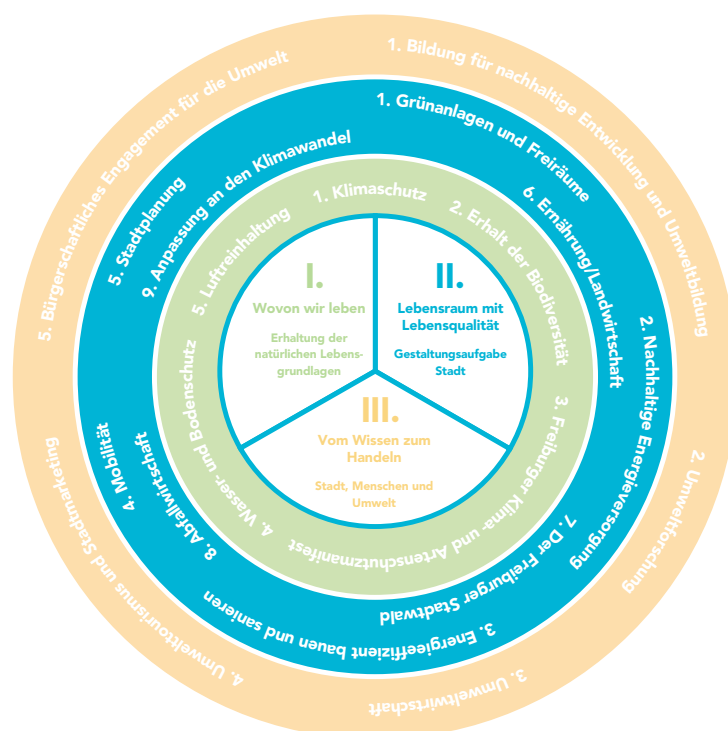 I.
Wovon wir leben
Erhaltung der
natürlichen Lebens-
grundlagen
II.
Lebensraum mit
Lebensqualität
Gestaltungsaufgabe
Stadt
III.
Vom Wissen zum
Handeln
Stadt, Menschen und
Umwelt
1. Klimaschutz
2. Erhalt der Biodiversität
3. Freiburger Klima- und Artenschutzmanifest
4. Wasser- und Bodenschutz
5. Luftreinhaltung
1. Grünanlagen und Freiräume
2. Nachhaltige Energieversorgung
3. Energieeffizient bauen und sanieren
4. Mobilität
5. Stadtplanung
6. Ernährung/Landwirtschaft
7. Der Freiburger Stadtwald
8. Abfallwirtschaft
9. Anpassung an den Klimawandel
1. Bildung für nachhaltige Entwicklung und Umweltbildung
2. Umweltforschung
3. Umweltwirtschaft
4. Umwelttourismus und Stadtmarketing
5. Bürgerschaftliches Engagement für die Umwelt